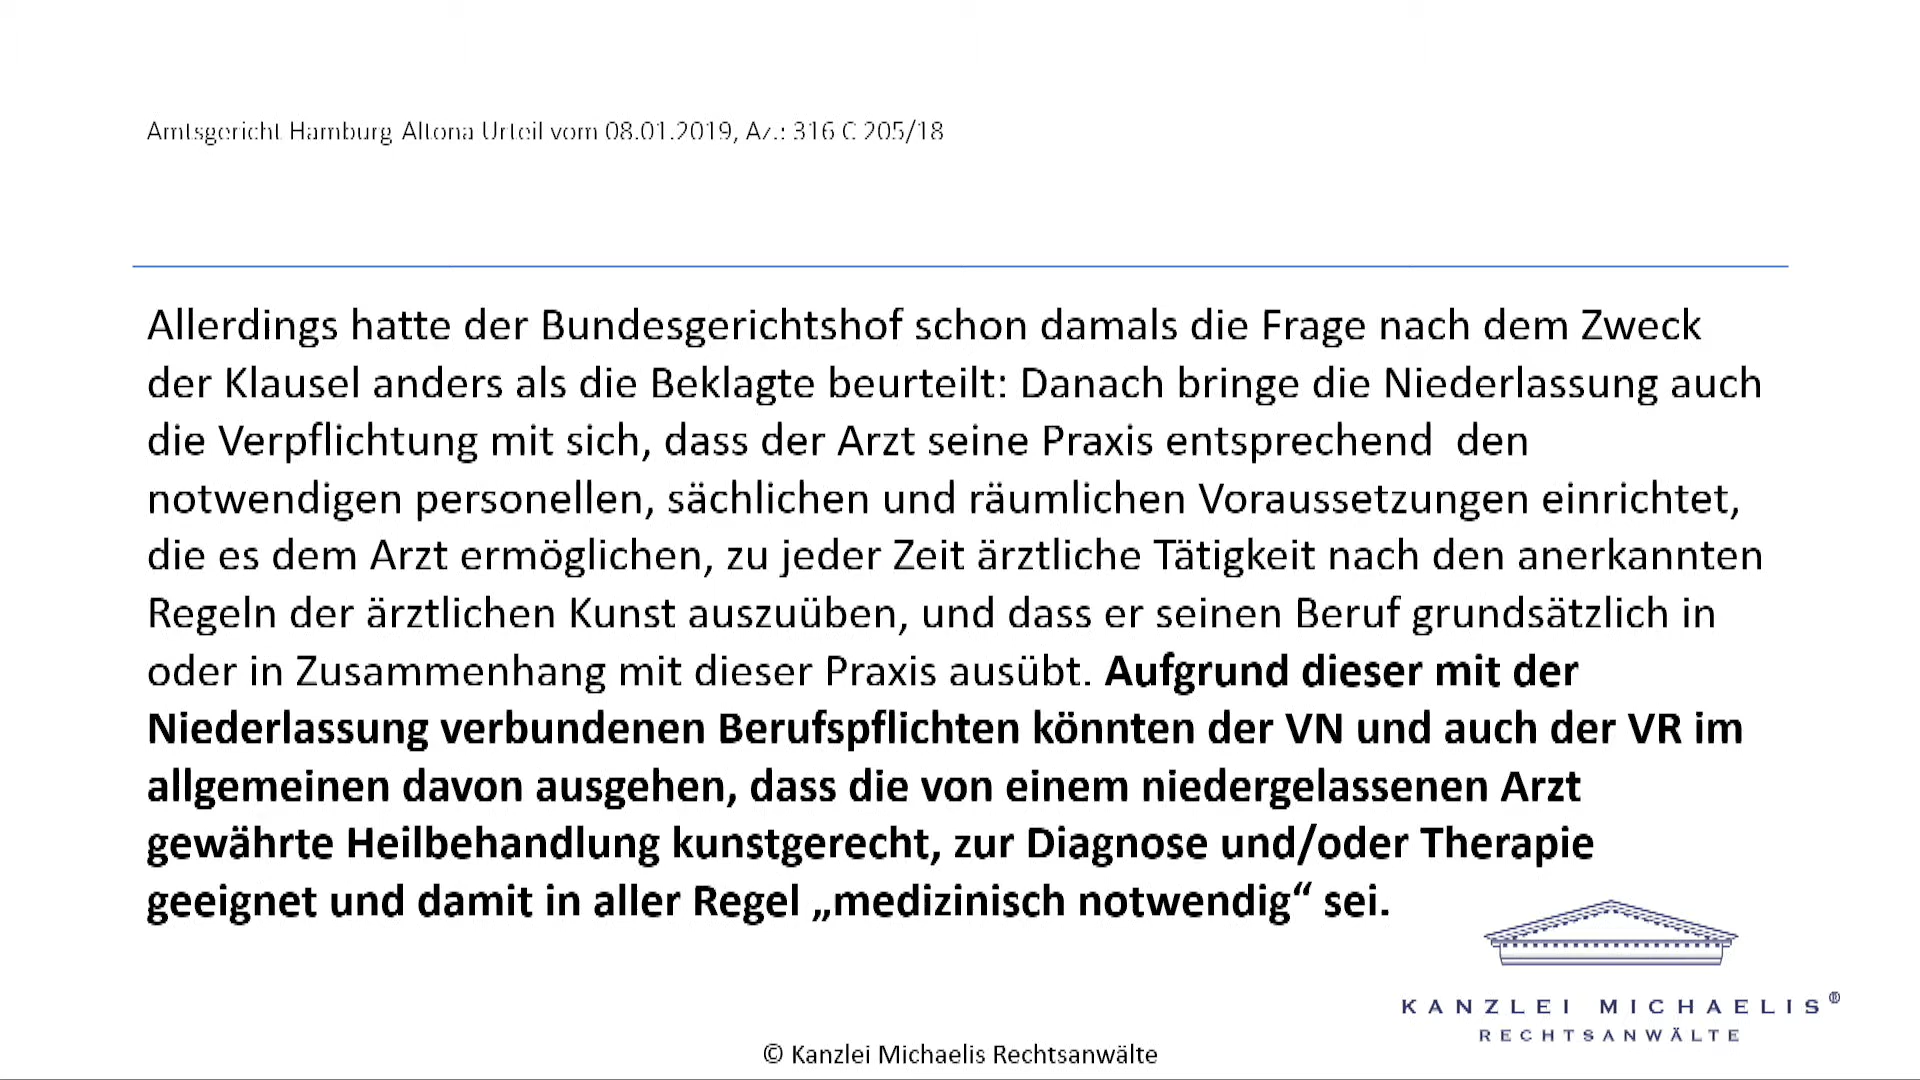 Amtsgericht Hamburg Altona Urteil vom 08.01.2019, Az.: 316 C 205/18
Allerdings hatte der Bundesgerichtshof schon damals die Frage nach dem Zweck
der Klausel anders als die Beklagte beurteilt: Danach bringe die Niederlassung auch
die Verpflichtung mit sich, dass der Arzt seine Praxis entsprechend den
notwendigen personellen, sächlichen und räumlichen Voraussetzungen einrichtet,
die es dem Arzt ermöglichen, zu jeder Zeit ärztliche Tätigkeit nach den anerkannten
Regeln der ärztlichen Kunst auszuüben, und dass er seinen Beruf grundsätzlich in
oder in Zusammenhang mit dieser Praxis ausübt. Aufgrund dieser mit der
Niederlassung verbundenen Berufspflichten könnten der VN und auch der VR im
allgemeinen davon ausgehen, dass die von einem niedergelassenen Arzt
gewährte Heilbehandlung kunstgerecht, zur Diagnose und/oder Therapie
geeignet und damit in aller Regel „medizinisch notwendig“ sei.
KANZLEI MICHAELIS®
RECHTSANWÄLTE
© Kanzlei Michaelis Rechtsanwälte